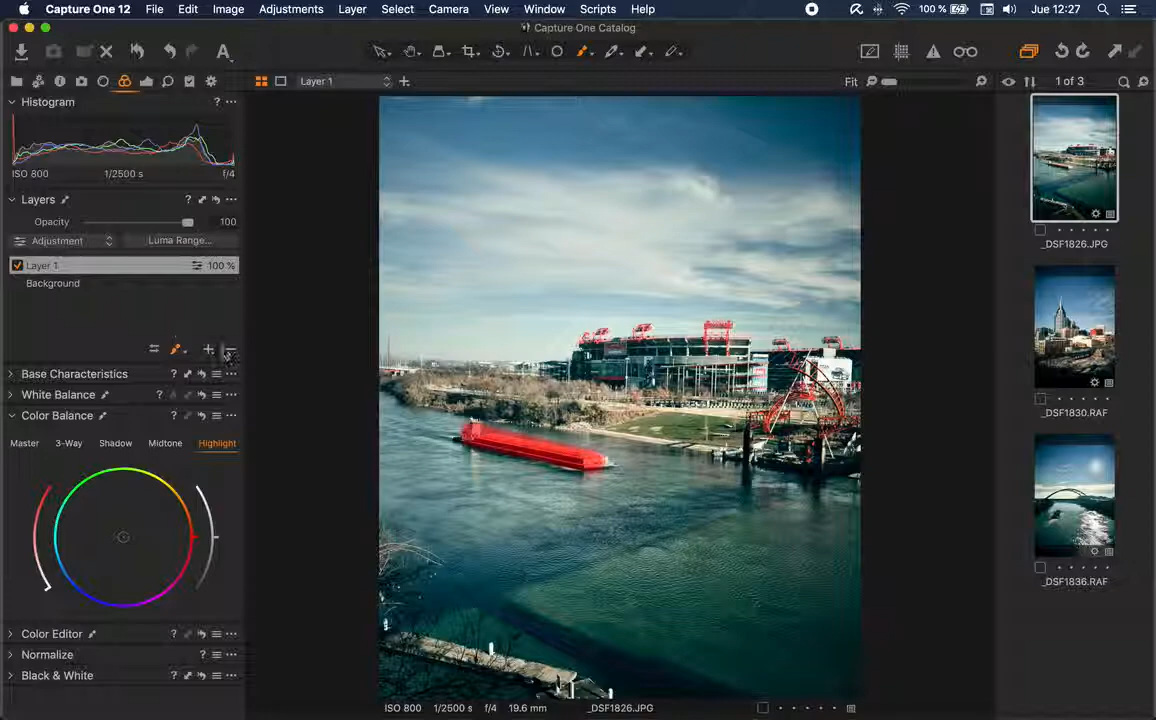 Capture One 12 File Edit Image Adjustments Layer Select Camera View Window Scripts Help 100 % Jue 12:27
Capture One Catalog
A
Layer 1 Fit 1 of 3
Histogram ?
ISO 800 1/2500 s f/4
Layers ?
Opacity 100
Adjustment Luma Range...
Layer 1 100 %
Background
Base Characteristics ?
White Balance ?
Color Balance ?
Master 3-Way Shadow Midtone Highlight
Color Editor ?
Normalize ?
Black & White ?
_DSF1826.JPG
_DSF1830.RAF
_DSF1836.RAF
ISO 800 1/2500 s f/4 19.6 mm _DSF1826.JPG